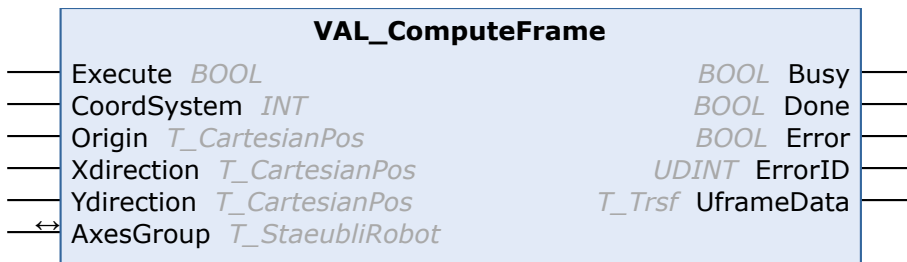 VAL_ComputeFrame
Execute BOOL BOOL Busy
CoordSystem INT BOOL Done
Origin T_CartesianPos BOOL Error
Xdirection T_CartesianPos UDINT ErrorID
Ydirection T_CartesianPos T_Trsf UframeData
AxesGroup T_StaeubliRobot